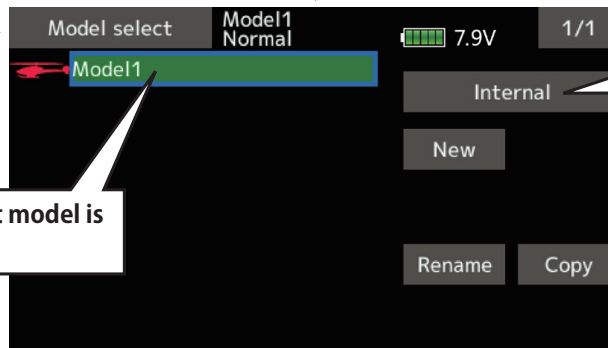 Model select
Model1
Normal
7.9V
1/1
Model1
Internal
New
model is
Rename
Copy